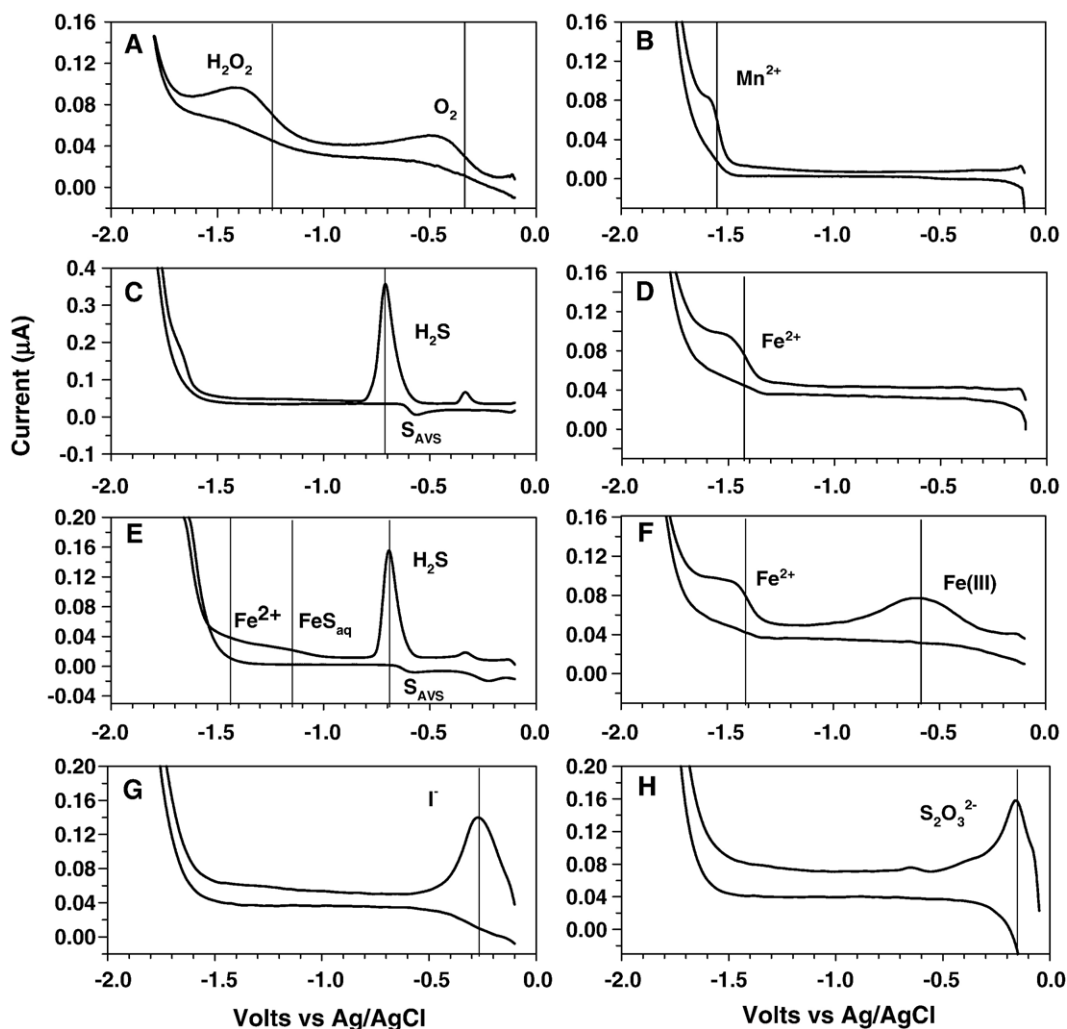 A
H₂O₂
O₂
0.16
0.12
0.08
0.04
0.00
-2.0 -1.5 -1.0 -0.5 0.0
B
Mn²⁺
0.16
0.12
0.08
0.04
0.00
-2.0 -1.5 -1.0 -0.5 0.0
Current (μA)
C
H₂S
S_AVS
0.4
0.3
0.2
0.1
0.0
-0.1
-2.0 -1.5 -1.0 -0.5 0.0
D
Fe²⁺
0.16
0.12
0.08
0.04
0.00
-2.0 -1.5 -1.0 -0.5 0.0
E
Fe²⁺
FeS_aq
H₂S
S_AVS
0.20
0.16
0.12
0.08
0.04
0.00
-0.04
-2.0 -1.5 -1.0 -0.5 0.0
F
Fe²⁺
Fe(III)
0.20
0.16
0.12
0.08
0.04
0.00
-2.0 -1.5 -1.0 -0.5 0.0
G
I⁻
0.20
0.16
0.12
0.08
0.04
0.00
-2.0 -1.5 -1.0 -0.5 0.0
Volts vs Ag/AgCl
H
S₂O₃²⁻
0.20
0.16
0.12
0.08
0.04
0.00
-2.0 -1.5 -1.0 -0.5 0.0
Volts vs Ag/AgCl